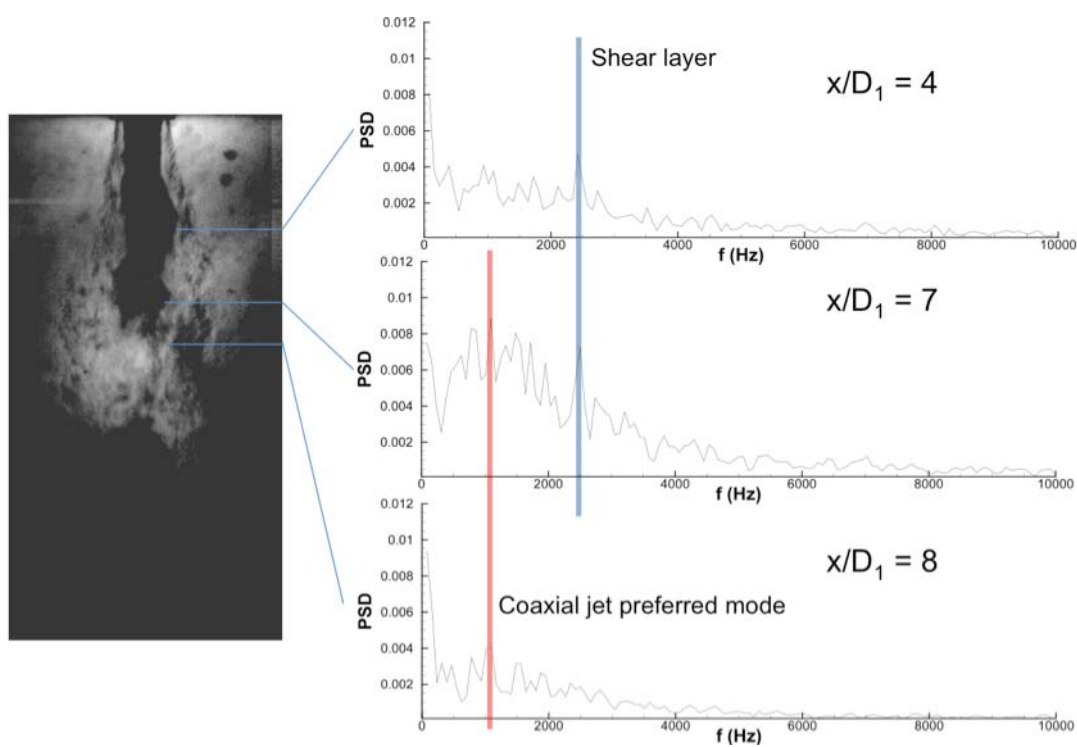 0.012
0.01
0.008
0.006
0.004
0.002
PSD
Shear layer
x/D₁ = 4
0 2000 4000 6000 8000 10000
f (Hz)
0.012
0.01
0.008
0.006
0.004
0.002
PSD
x/D₁ = 7
0 2000 4000 6000 8000 10000
f (Hz)
0.012
0.01
0.008
0.006
0.004
0.002
PSD
x/D₁ = 8
Coaxial jet preferred mode
0 2000 4000 6000 8000 10000
f (Hz)